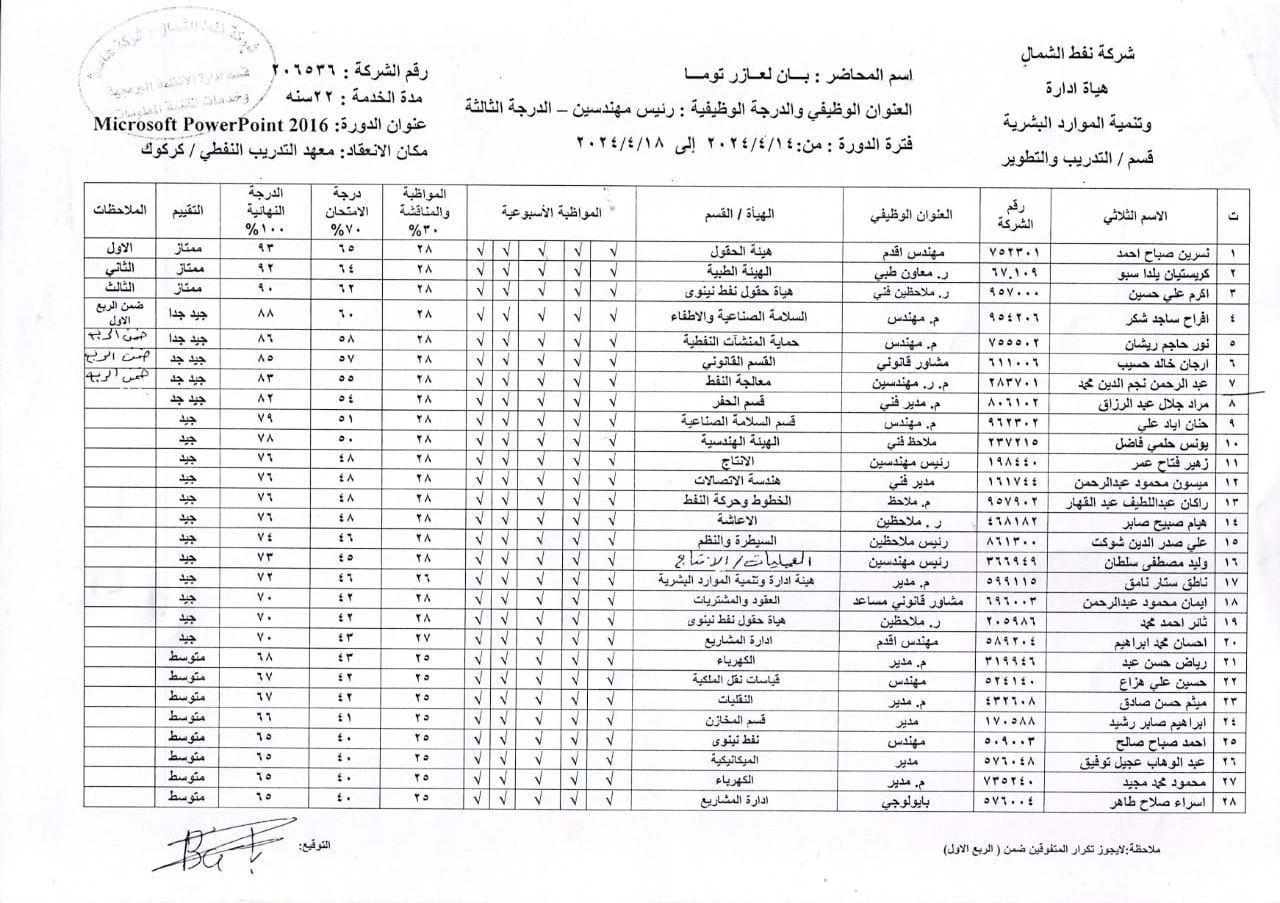 شركة نفط الشمال
هيأة ادارة
وتنمية الموارد البشرية
قسم / التدريب والتطوير
اسم المحاضر : بـــان لعـــازر تومـــا
العنوان الوظيفي والدرجة الوظيفية : رئيس مهندسين – الدرجة الثالثة
فترة الدورة : من: ٢٠٢٤/٤/١٤ إلى ٢٠٢٤/٤/١٨
رقم الشركة : ٢٠٦٥٣٦
مدة الخدمة : ٢٢سنه
عنوان الدورة: Microsoft PowerPoint 2016
مكان الانعقاد: معهد التدريب النفطي / كركوك
شركة نفط الشمال - شركة عامة
قسم ادارة الانظمة البرمجية
وخدمات تقنية المعلومات
ت الاسم الثلاثي رقم الشركة العنوان الوظيفي الهيأة / القسم المواظبة الأسبوعية المواظبة والمناقشة ٣٠% درجة الامتحان ٧٠% الدرجة النهائية ١٠٠% التقييم الملاحظات
١ نسرين صباح احمد ٧٥٢٣٠١ مهندس اقدم هيئة الحقول √ √ √ √ √ ٢٨ ٦٥ ٩٣ ممتاز الاول
٢ كريستيان يلدا سبو ٦٧.١٠٩ ر. معاون طبي الهيئة الطبية √ √ √ √ √ ٢٨ ٦٤ ٩٢ ممتاز الثاني
٣ اكرم علي حسين ٩٥٧٠٠٠ ر. ملاحظين فني هيأة حقول نفط نينوى √ √ √ √ √ ٢٨ ٦٢ ٩٠ ممتاز الثالث
٤ افراح ساجد شكر ٩٥٤٢٠٦ م. مهندس السلامة الصناعية والاطفاء √ √ √ √ √ ٢٨ ٦٠ ٨٨ جيد جدا ضمن الربع الاول
٥ نور حاجم ريشان ٧٥٥٥٠٢ م. مهندس حماية المنشآت النفطية √ √ √ √ √ ٢٨ ٥٨ ٨٦ جيد جدا ضمن الربع
٦ ارجان خالد حسيب ٦١١٠٠٦ مشاور قانوني القسم القانوني √ √ √ √ √ ٢٨ ٥٧ ٨٥ جيد جد ضمن الربع
٧ عبد الرحمن نجم الدين محمد ٢٨٣٧٠١ م. ر. مهندسين معالجة النفط √ √ √ √ √ ٢٨ ٥٥ ٨٣ جيد جد ضمن الربع
٨ مراد جلال عبد الرزاق ٨٠٦١٠٢ م. مدير فني قسم الحفر √ √ √ √ √ ٢٨ ٥٤ ٨٢ جيد جد
٩ حنان اياد علي ٩٦٢٣٠٢ م. مهندس قسم السلامة الصناعية √ √ √ √ √ ٢٨ ٥١ ٧٩ جيد
١٠ يونس حلمي فاضل ٢٣٧٢١٥ ملاحظ فني الهيئة الهندسية √ √ √ √ √ ٢٨ ٥٠ ٧٨ جيد
١١ زهير فتاح عمر ١٩٨٤٤٠ رئيس مهندسين الانتاج √ √ √ √ √ ٢٨ ٤٨ ٧٦ جيد
١٢ ميسون محمود عبدالرحمن ١٦١٧٤٤ مدير فني هندسة الاتصالات √ √ √ √ √ ٢٨ ٤٨ ٧٦ جيد
١٣ راكان عبداللطيف عبد القهار ٩٥٧٩٠٢ م. ملاحظ الخطوط وحركة النفط √ √ √ √ √ ٢٨ ٤٨ ٧٦ جيد
١٤ هيام صبيح صابر ٤٦٨١٨٢ ر. ملاحظين الاعاشة √ √ √ √ √ ٢٨ ٤٨ ٧٦ جيد
١٥ علي صدر الدين شوكت ٨٦١٣٠٠ رئيس ملاحظين السيطرة والنظم √ √ √ √ √ ٢٨ ٤٦ ٧٤ جيد
١٦ وليد مصطفى سلطان ٣٦٦٩٤٩ رئيس مهندسين العمليات / الانتاج √ √ √ √ √ ٢٨ ٤٥ ٧٣ جيد
١٧ ناطق ستار نامق ٥٩٩١١٥ م. مدير هيئة ادارة وتنمية الموارد البشرية √ √ √ √ √ ٢٦ ٤٦ ٧٢ جيد
١٨ ايمان محمود عبدالرحمن ٦٩٦٠٠٣ مشاور قانوني مساعد العقود والمشتريات √ √ √ √ √ ٢٨ ٤٢ ٧٠ جيد
١٩ ثائر احمد محمد ٢٠٥٩٨٦ ر. ملاحظين هيأة حقول نفط نينوى √ √ √ √ √ ٢٨ ٤٢ ٧٠ جيد
٢٠ احسان محمد ابراهيم ٥٨٩٢٠٤ مهندس اقدم ادارة المشاريع √ √ √ √ √ ٢٧ ٤٣ ٧٠ جيد
٢١ رياض حسن عبد ٣١٩٩٤٦ م. مدير الكهرباء √ √ √ √ √ ٢٥ ٤٣ ٦٨ متوسط
٢٢ حسين علي هزاع ٥٢٤١٤٠ مهندس قياسات نقل الملكية √ √ √ √ √ ٢٥ ٤٢ ٦٧ متوسط
٢٣ ميثم حسن صادق ٤٣٢٦٠٨ م. مدير النقليات √ √ √ √ √ ٢٥ ٤٢ ٦٧ متوسط
٢٤ ابراهيم صابر رشيد ١٧٠٥٨٨ مدير قسم المخازن √ √ √ √ √ ٢٥ ٤١ ٦٦ متوسط
٢٥ احمد صباح صالح ٥٠٩٠٠٣ مهندس نفط نينوى √ √ √ √ √ ٢٥ ٤٠ ٦٥ متوسط
٢٦ عبد الوهاب عجيل توفيق ٥٧٦٠٤٨ مدير الميكانيكية √ √ √ √ √ ٢٥ ٤٠ ٦٥ متوسط
٢٧ محمود محمد مجيد ٧٣٥٢٤٠ م. مدير الكهرباء √ √ √ √ √ ٢٥ ٤٠ ٦٥ متوسط
٢٨ اسراء صلاح طاهر ٥٧٦٠٠٤ بايولوجي ادارة المشاريع √ √ √ √ √ ٢٥ ٤٠ ٦٥ متوسط
ملاحظة:لايجوز تكرار المتفوقين ضمن ( الربع الاول)
التوقيع: